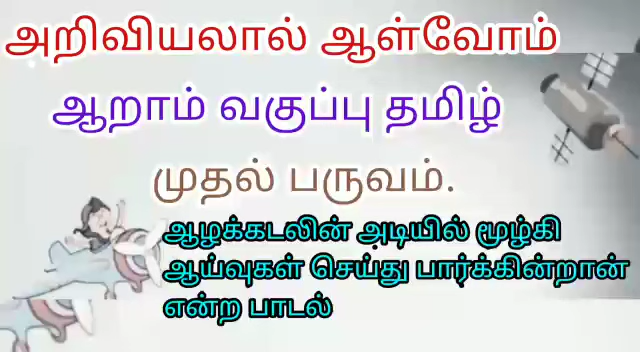 அறிவியலால் ஆள்வோம்
ஆறாம் வகுப்பு தமிழ்
முதல் பருவம்.
ஆழக்கடலின் அடியில் மூழ்கி
ஆய்வுகள் செய்து பார்க்கின்றான்
என்ற பாடல்